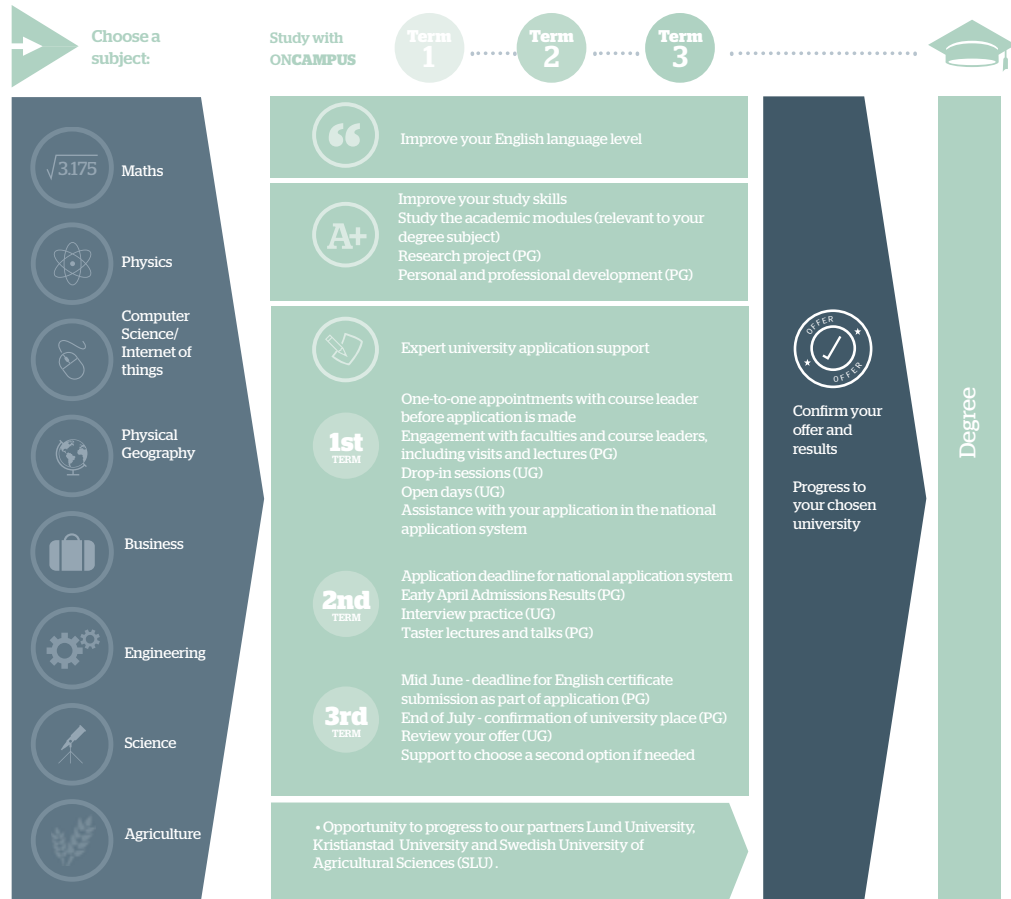 Choose a
subject:
Study with
ONCAMPUS
Term
1
Term
2
Term
3
√3.175
Maths
Physics
Computer
Science/
Internet of
things
Physical
Geography
Business
Engineering
Science
Agriculture
Improve your English language level
A+
Improve your study skills
Study the academic modules (relevant to your
degree subject)
Research project (PG)
Personal and professional development (PG)
Expert university application support
1st
TERM
One-to-one appointments with course leader
before application is made
Engagement with faculties and course leaders,
including visits and lectures (PG)
Drop-in sessions (UG)
Open days (UG)
Assistance with your application in the national
application system
2nd
TERM
Application deadline for national application system
Early April Admissions Results (PG)
Interview practice (UG)
Taster lectures and talks (PG)
3rd
TERM
Mid June - deadline for English certificate
submission as part of application (PG)
End of July - confirmation of university place (PG)
Review your offer (UG)
Support to choose a second option if needed
• Opportunity to progress to our partners Lund University,
Kristianstad University and Swedish University of
Agricultural Sciences (SLU) .
OFFER
OFFER
Confirm your
offer and
results
Progress to
your chosen
university
Degree